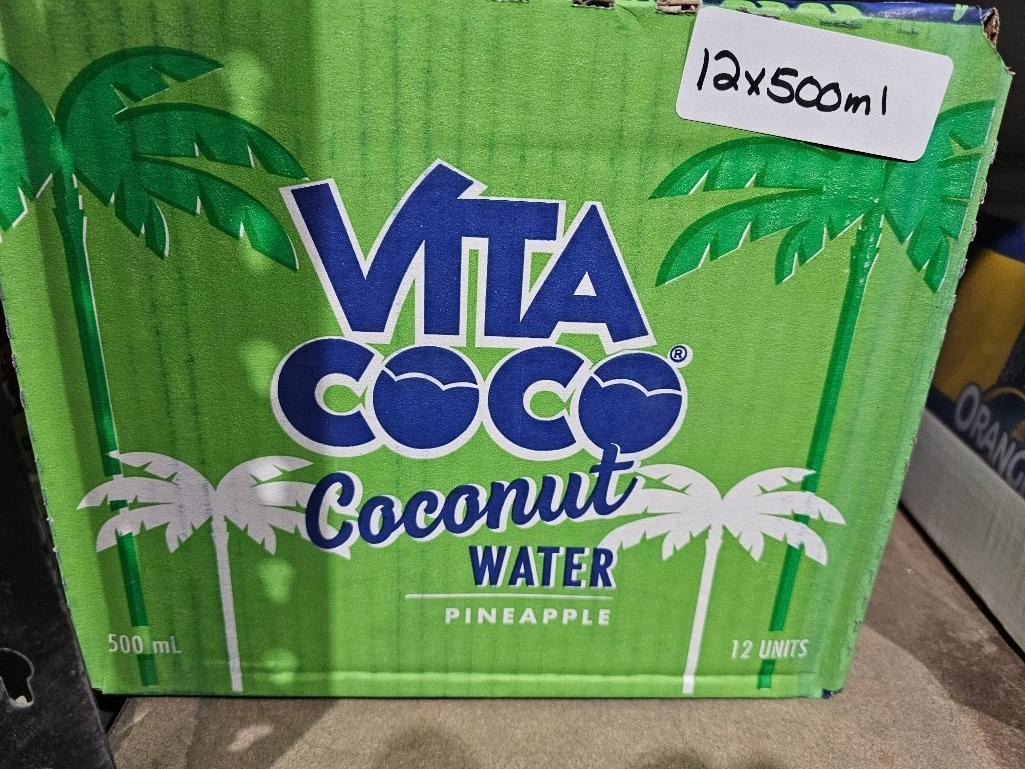 12x500ml
VITA
COCO®
Coconut
WATER
PINEAPPLE
500 mL
12 UNITS